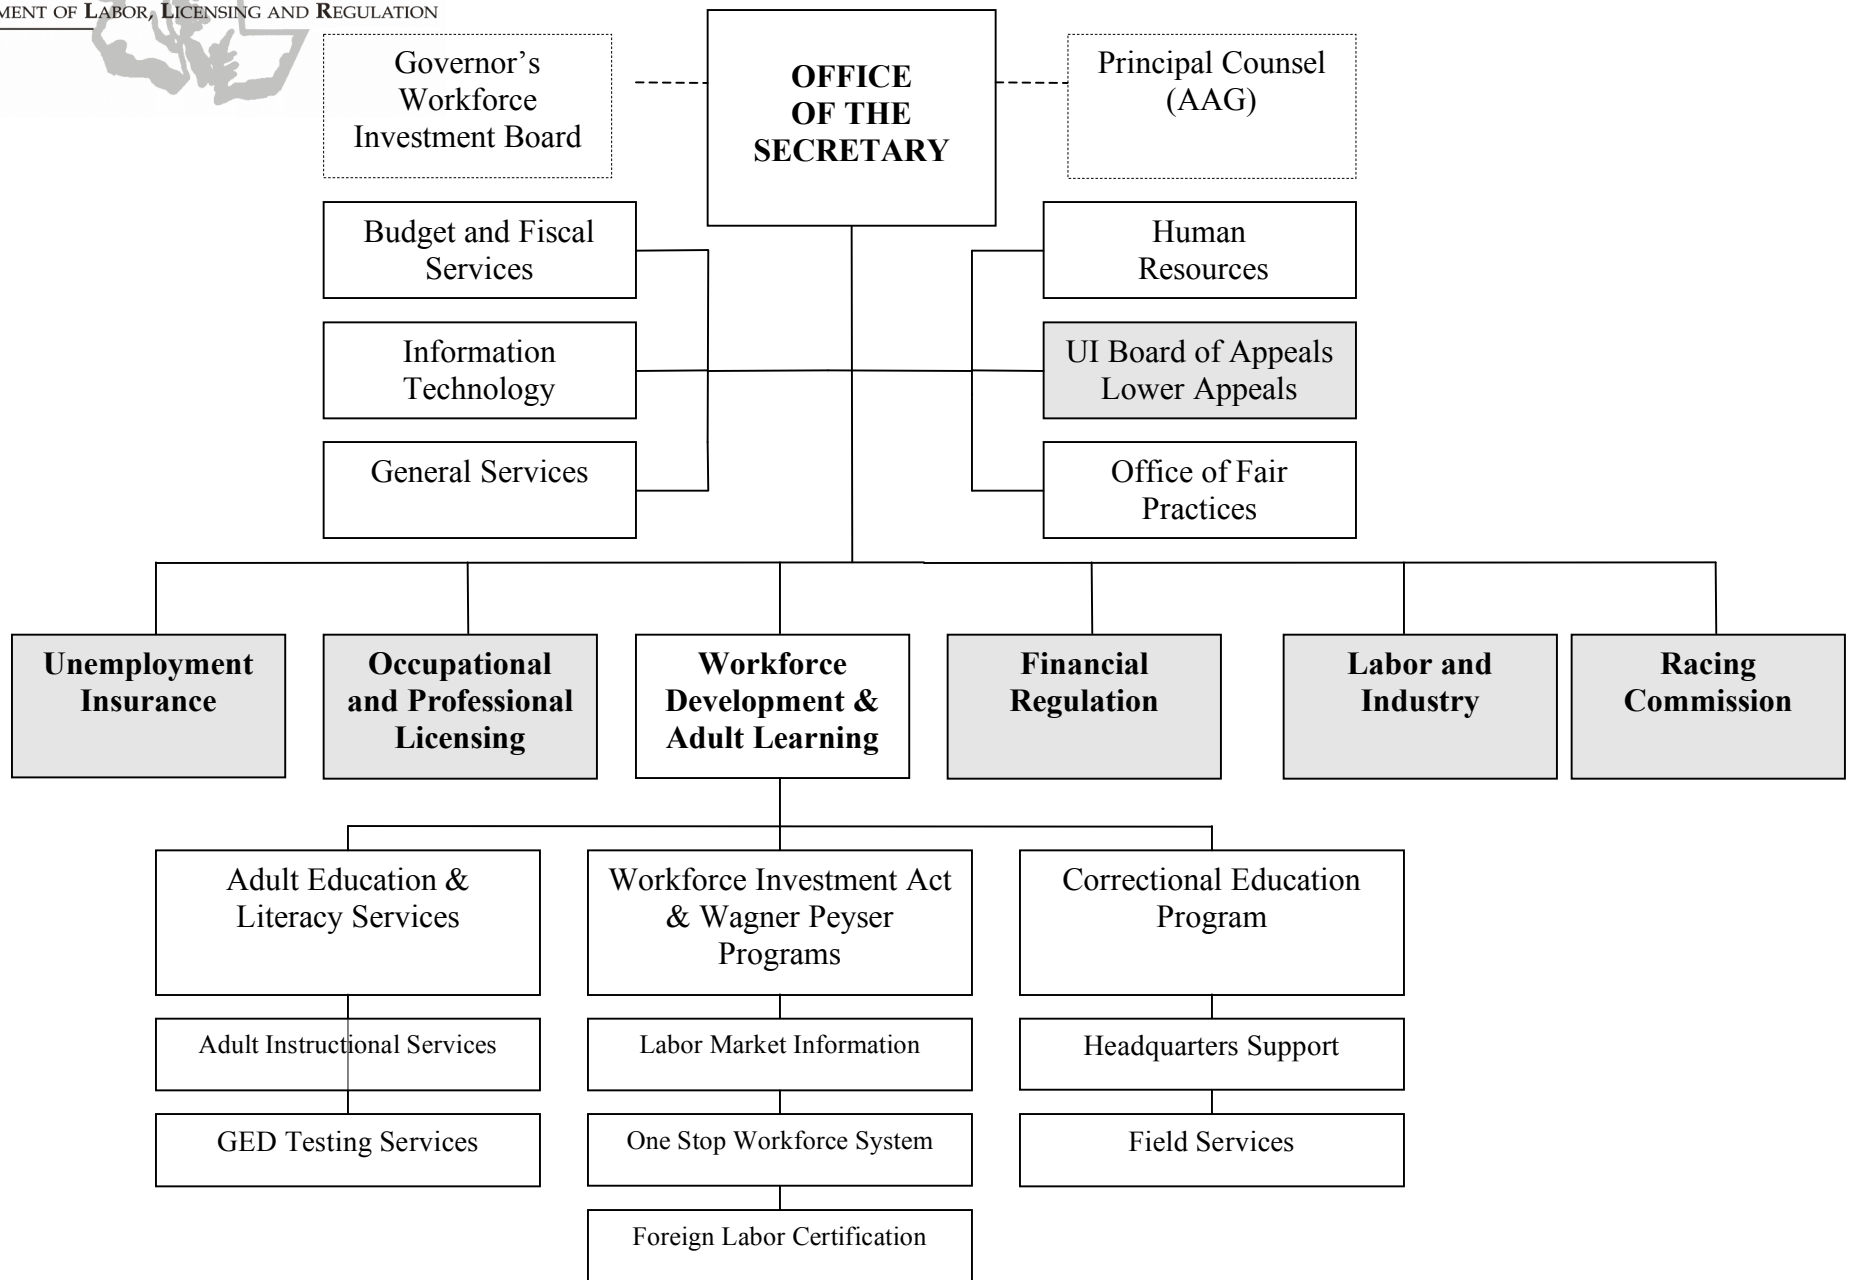 OF LABOR, LICENSING AND REGULATION
Governor’s
Workforce
Investment Board
OFFICE
OF THE
SECRETARY
Principal Counsel
(AAG)
Budget and Fiscal
Services
Human
Resources
Information
Technology
UI Board of Appeals
Lower Appeals
General Services
Office of Fair
Practices
Unemployment
Insurance
Occupational
and Professional
Licensing
Workforce
Development &
Adult Learning
Financial
Regulation
Labor and
Industry
Racing
Commission
Adult Education &
Literacy Services
Workforce Investment Act
& Wagner Peyser
Programs
Correctional Education
Program
Adult Instructional Services
Labor Market Information
Headquarters Support
GED Testing Services
One Stop Workforce System
Field Services
Foreign Labor Certification